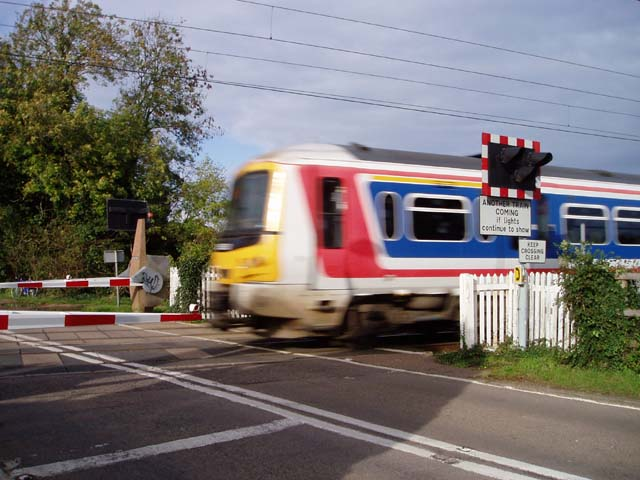 ANOTHER TRAIN
COMING
if lights
continue to show
KEEP
CROSSING
CLEAR